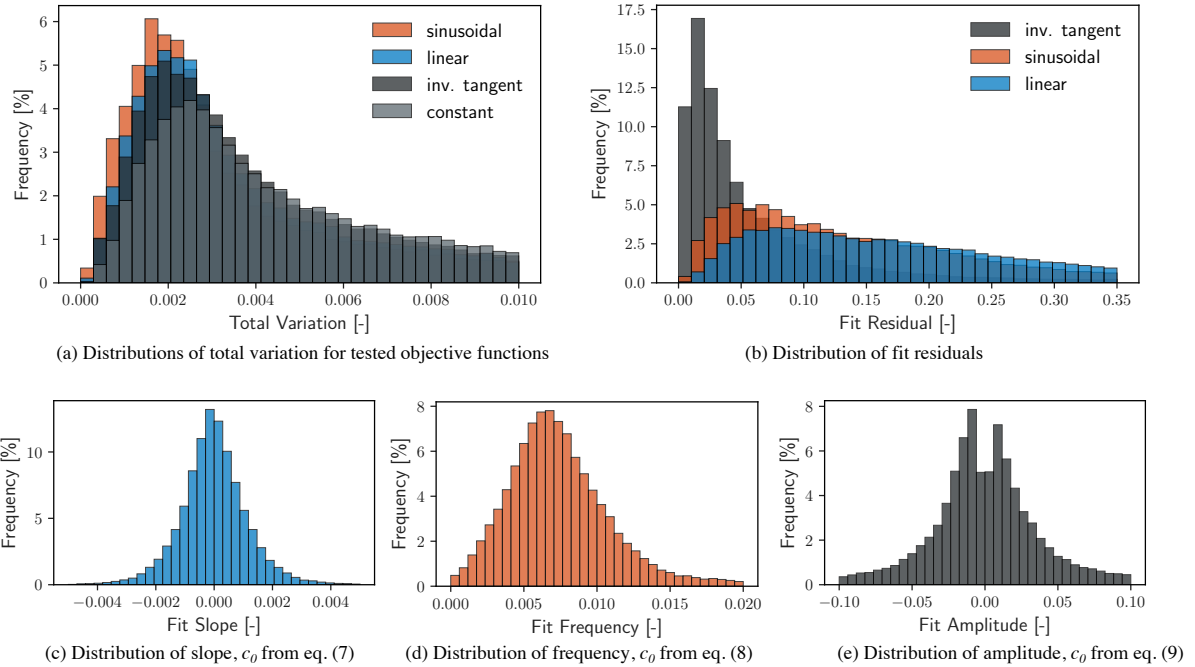 6
5
4
3
2
1
0
Frequency [%]
sinusoidal
linear
inv. tangent
constant
0.000
0.002
0.004
0.006
0.008
0.010
Total Variation [-]
(a) Distributions of total variation for tested objective functions
17.5
15.0
12.5
10.0
7.5
5.0
2.5
0.0
Frequency [%]
inv. tangent
sinusoidal
linear
0.00
0.05
0.10
0.15
0.20
0.25
0.30
0.35
Fit Residual [-]
(b) Distribution of fit residuals
10
5
0
Frequency [%]
−0.004
−0.002
0.000
0.002
0.004
Fit Slope [-]
(c) Distribution of slope, c0 from eq. (7)
8
6
4
2
0
Frequency [%]
0.000
0.005
0.010
0.015
0.020
Fit Frequency [-]
(d) Distribution of frequency, c0 from eq. (8)
8
6
4
2
0
Frequency [%]
−0.10
−0.05
0.00
0.05
0.10
Fit Amplitude [-]
(e) Distribution of amplitude, c0 from eq. (9)